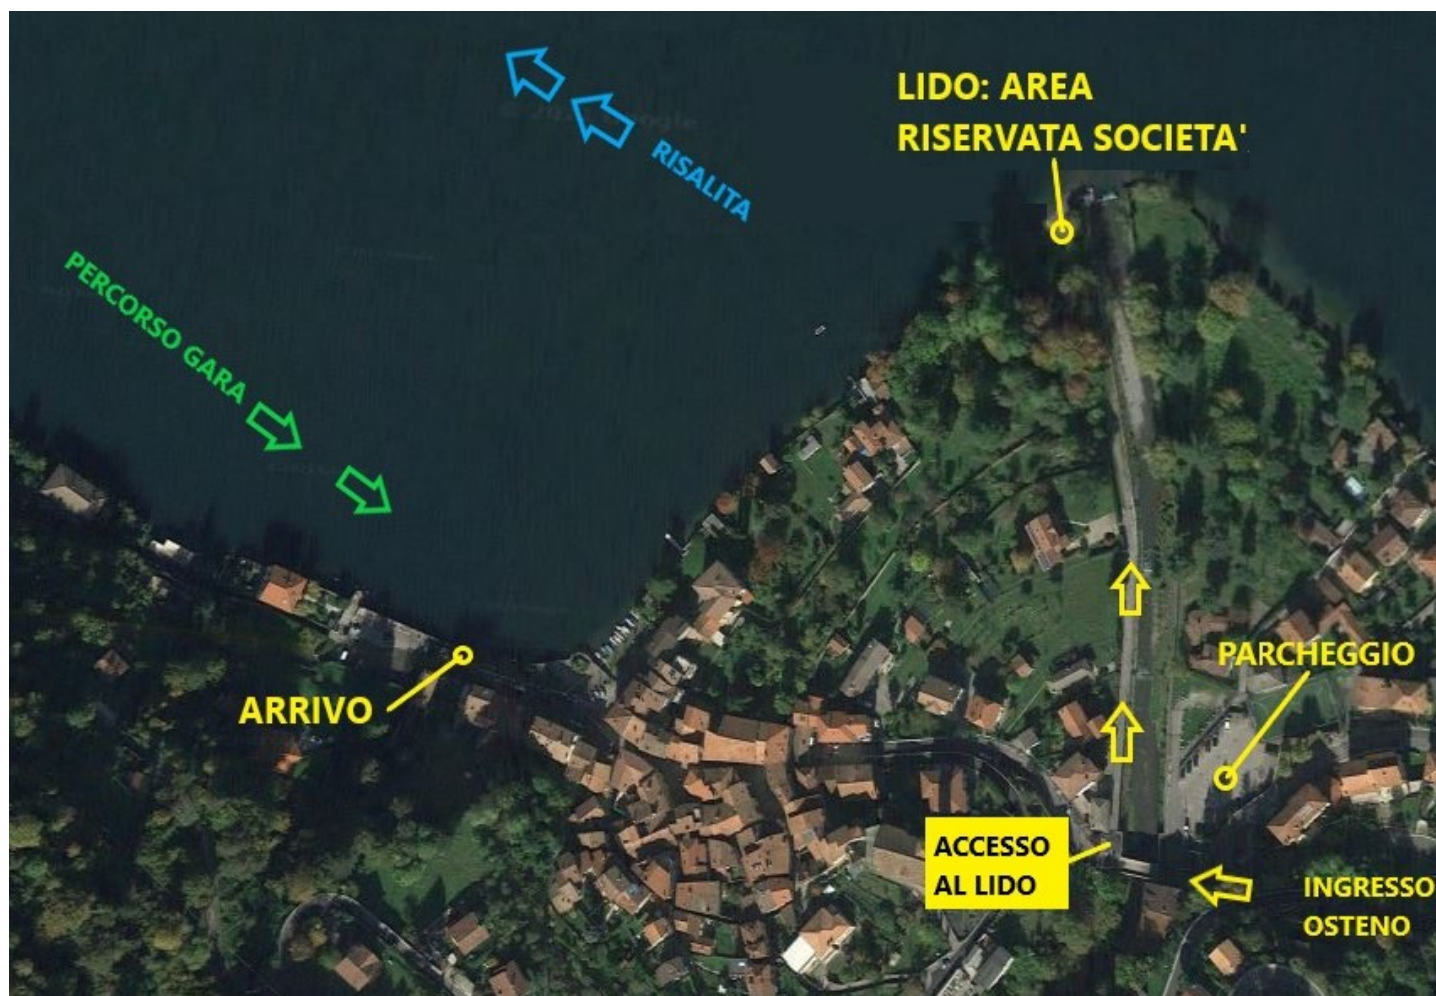 LIDO: AREA
RISERVATA SOCIETA'
RISALITA
PERCORSO GARA
ARRIVO
PARCHEGGIO
ACCESSO
AL LIDO
INGRESSO
OSTENO